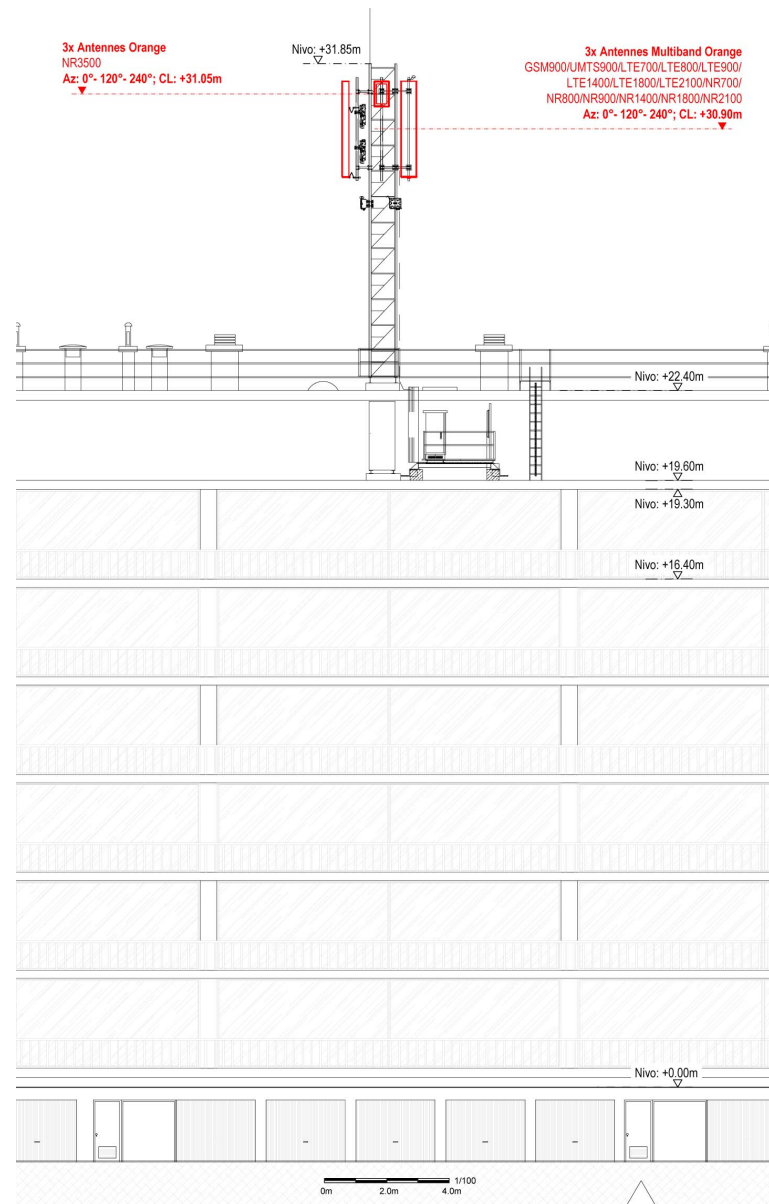 3x Antennes Orange
NR3500
Az: 0°- 120°- 240°; CL: +31.05m
Nivo: +31.85m
3x Antennes Multiband Orange
GSM900/UMTS900/LTE700/LTE800/LTE900/
LTE1400/LTE1800/LTE2100/NR700/
NR800/NR900/NR1400/NR1800/NR2100
Az: 0°- 120°- 240°; CL: +30.90m
Nivo: +22.40m
Nivo: +19.60m
Nivo: +19.30m
Nivo: +16.40m
Nivo: +0.00m
1/100
0m 2.0m 4.0m